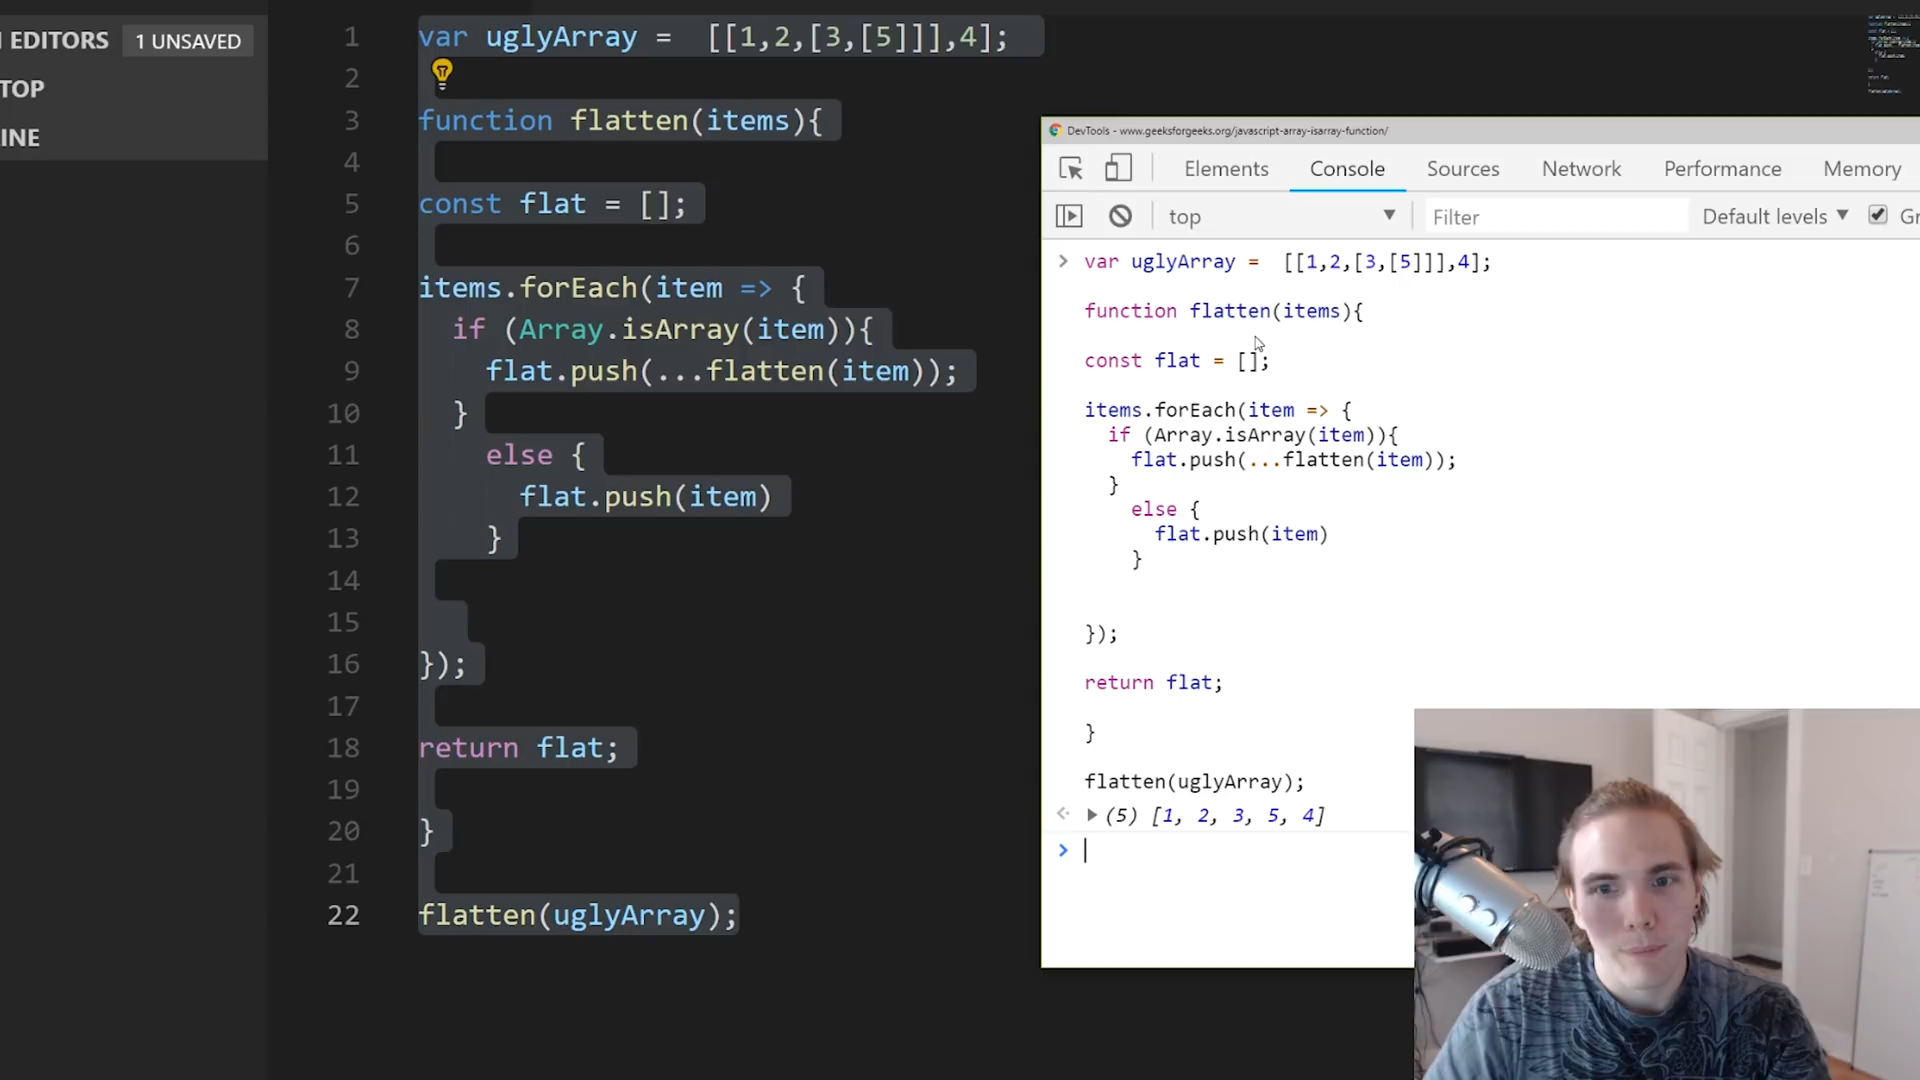 EDITORS 1 UNSAVED
TOP
INE
1 var uglyArray =  [[1,2,[3,[5]]],4];
2
3 function flatten(items){
4
5 const flat = [];
6
7 items.forEach(item => {
8 if (Array.isArray(item)){
9 flat.push(...flatten(item));
10 }
11 else {
12 flat.push(item)
13 }
14
15
16 });
17
18 return flat;
19
20 }
21
22 flatten(uglyArray);
DevTools - www.geeksforgeeks.org/javascript-array-isarray-function/
Elements Console Sources Network Performance Memory
top Filter Default levels Gr
> var uglyArray =  [[1,2,[3,[5]]],4];
function flatten(items){
const flat = [];
items.forEach(item => {
if (Array.isArray(item)){
flat.push(...flatten(item));
}
else {
flat.push(item)
}
});
return flat;
}
flatten(uglyArray);
(5) [1, 2, 3, 5, 4]
>